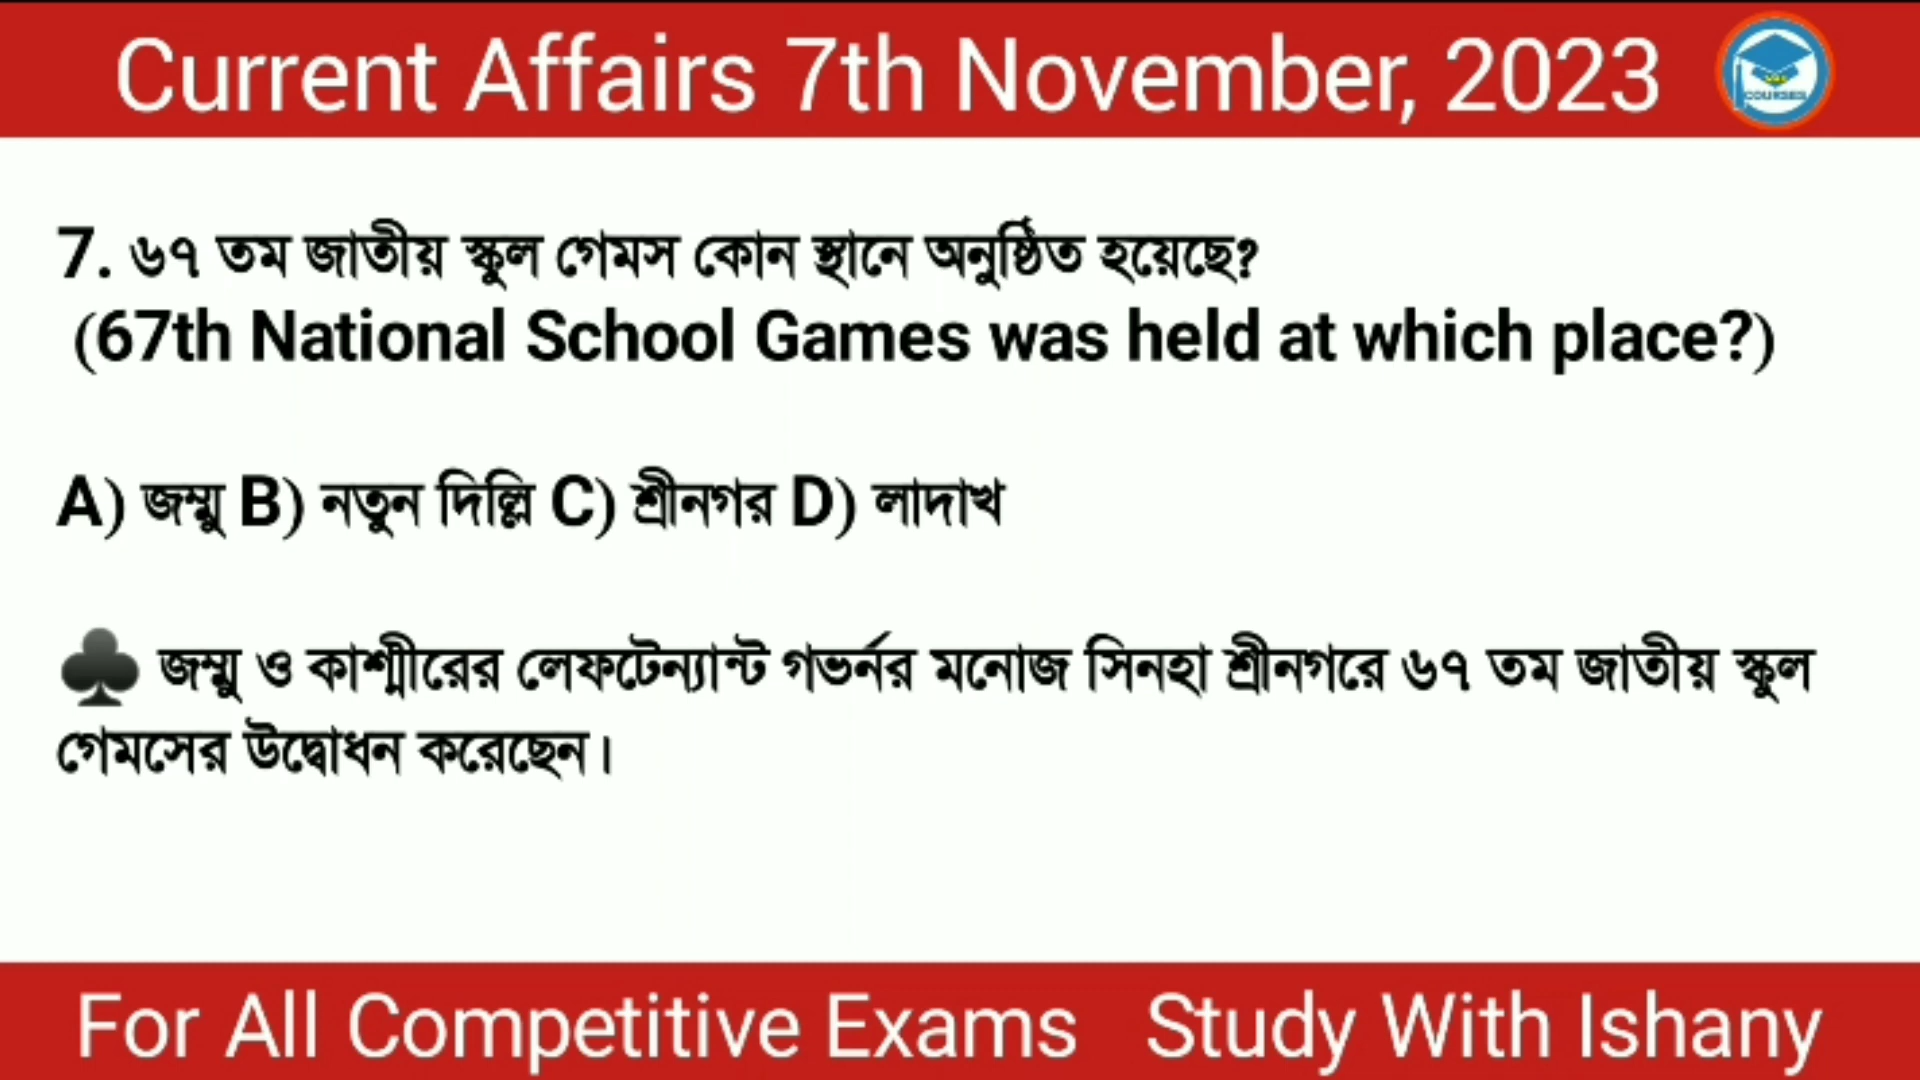 Current Affairs 7th November, 2023
COURSES
7. ৬৭ তম জাতীয় স্কুল গেমস কোন স্থানে অনুষ্ঠিত হয়েছে?
(67th National School Games was held at which place?)
A) জম্মু B) নতুন দিল্লি C) শ্রীনগর D) লাদাখ
♣ জম্মু ও কাশ্মীরের লেফটেন্যান্ট গভর্নর মনোজ সিনহা শ্রীনগরে ৬৭ তম জাতীয় স্কুল
গেমসের উদ্বোধন করেছেন।
For All Competitive Exams Study With Ishany